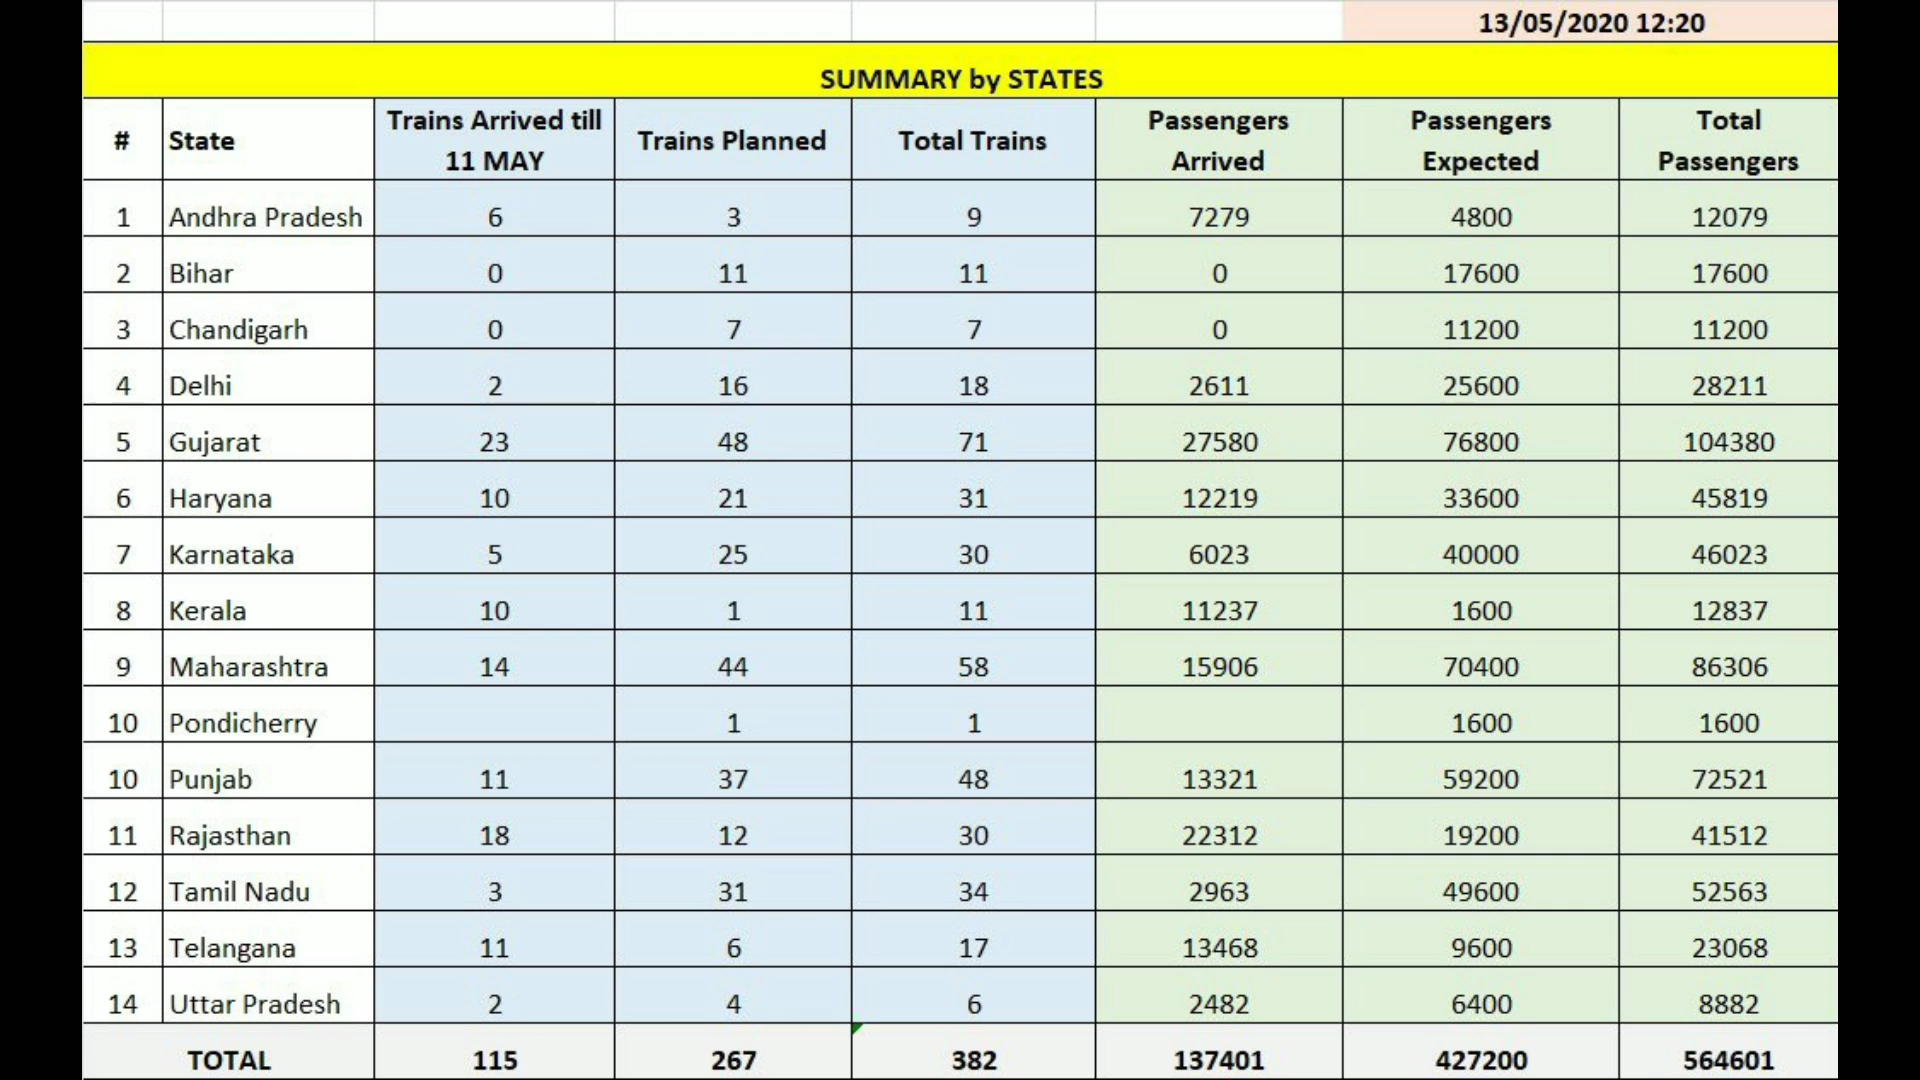 13/05/2020 12:20
SUMMARY by STATES
# State Trains Arrived till 11 MAY Trains Planned Total Trains Passengers Arrived Passengers Expected Total Passengers
1 Andhra Pradesh 6 3 9 7279 4800 12079
2 Bihar 0 11 11 0 17600 17600
3 Chandigarh 0 7 7 0 11200 11200
4 Delhi 2 16 18 2611 25600 28211
5 Gujarat 23 48 71 27580 76800 104380
6 Haryana 10 21 31 12219 33600 45819
7 Karnataka 5 25 30 6023 40000 46023
8 Kerala 10 1 11 11237 1600 12837
9 Maharashtra 14 44 58 15906 70400 86306
10 Pondicherry 1 1 1600 1600
10 Punjab 11 37 48 13321 59200 72521
11 Rajasthan 18 12 30 22312 19200 41512
12 Tamil Nadu 3 31 34 2963 49600 52563
13 Telangana 11 6 17 13468 9600 23068
14 Uttar Pradesh 2 4 6 2482 6400 8882
TOTAL 115 267 382 137401 427200 564601